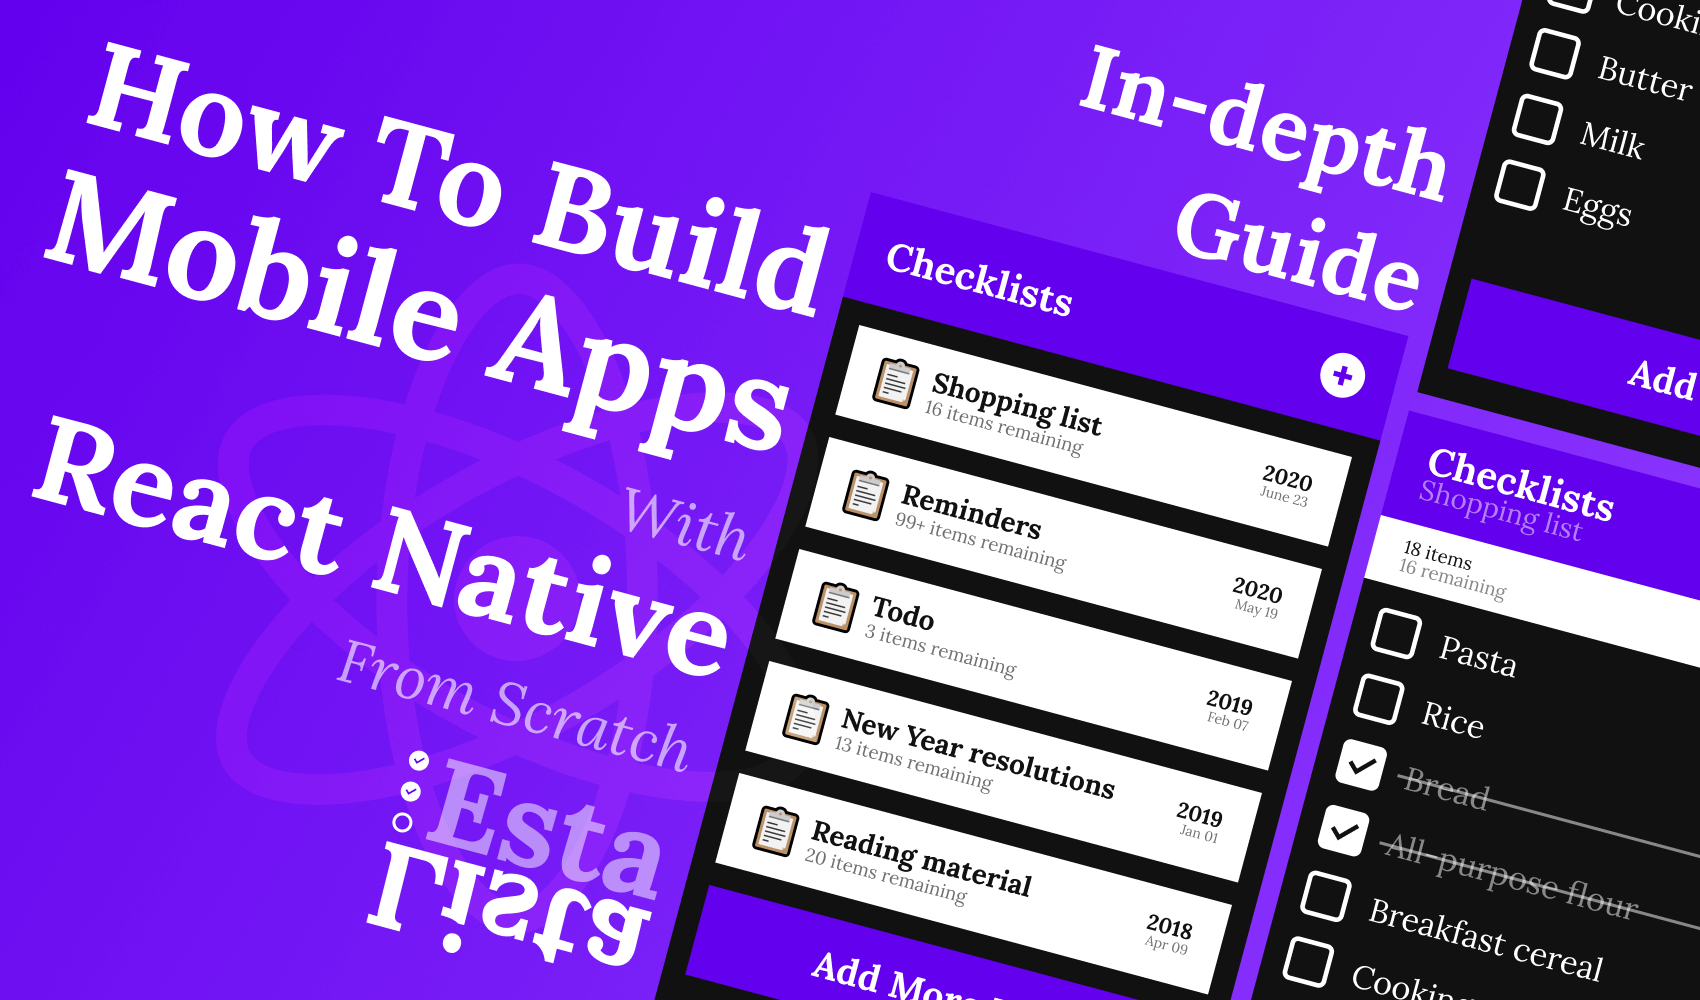 How To Build
Mobile Apps
With
React Native
From Scratch
Esta
Lista
In-depth
Guide
Checklists
Shopping list
16 items remaining
2020
June 23
Reminders
99+ items remaining
2020
May 19
Todo
3 items remaining
2019
Feb 07
New Year resolutions
13 items remaining
2019
Jan 01
Reading material
20 items remaining
2018
Apr 09
Add More
Butter
Milk
Eggs
Add
Checklists
Shopping list
18 items
16 remaining
Pasta
Rice
Bread
All-purpose flour
Breakfast cereal
Cooking